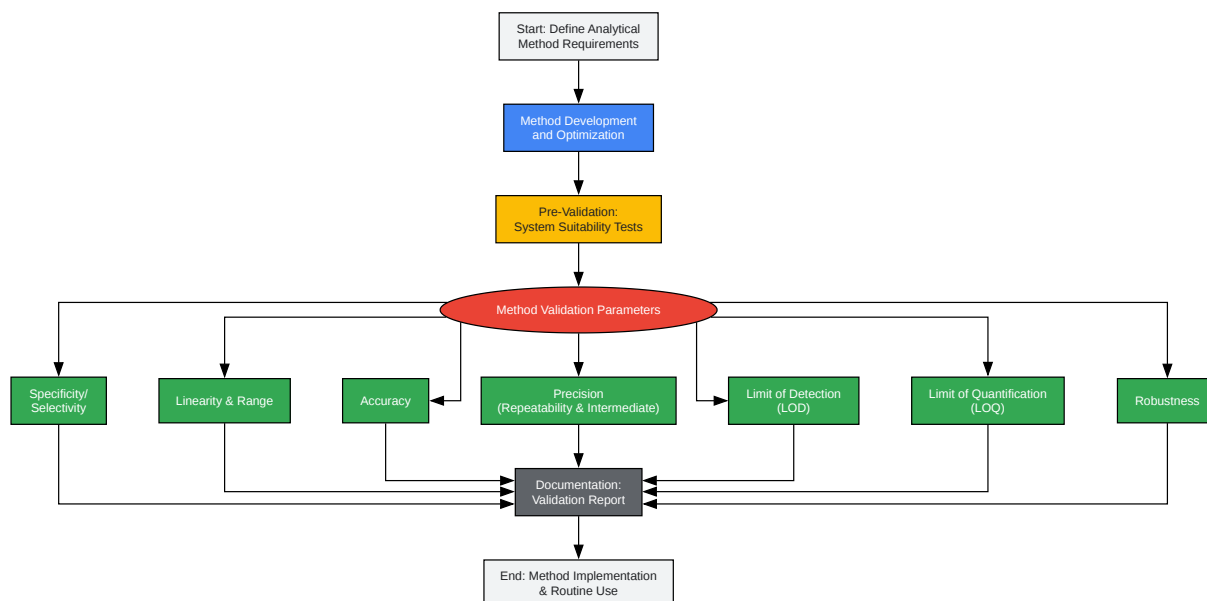 Start: Define Analytical
Method Requirements
Method Development
and Optimization
Pre-Validation:
System Suitability Tests
Method Validation Parameters
Specificity/
Selectivity
Linearity & Range
Accuracy
Precision
(Repeatability & Intermediate)
Limit of Detection
(LOD)
Limit of Quantification
(LOQ)
Robustness
Documentation:
Validation Report
End: Method Implementation
& Routine Use